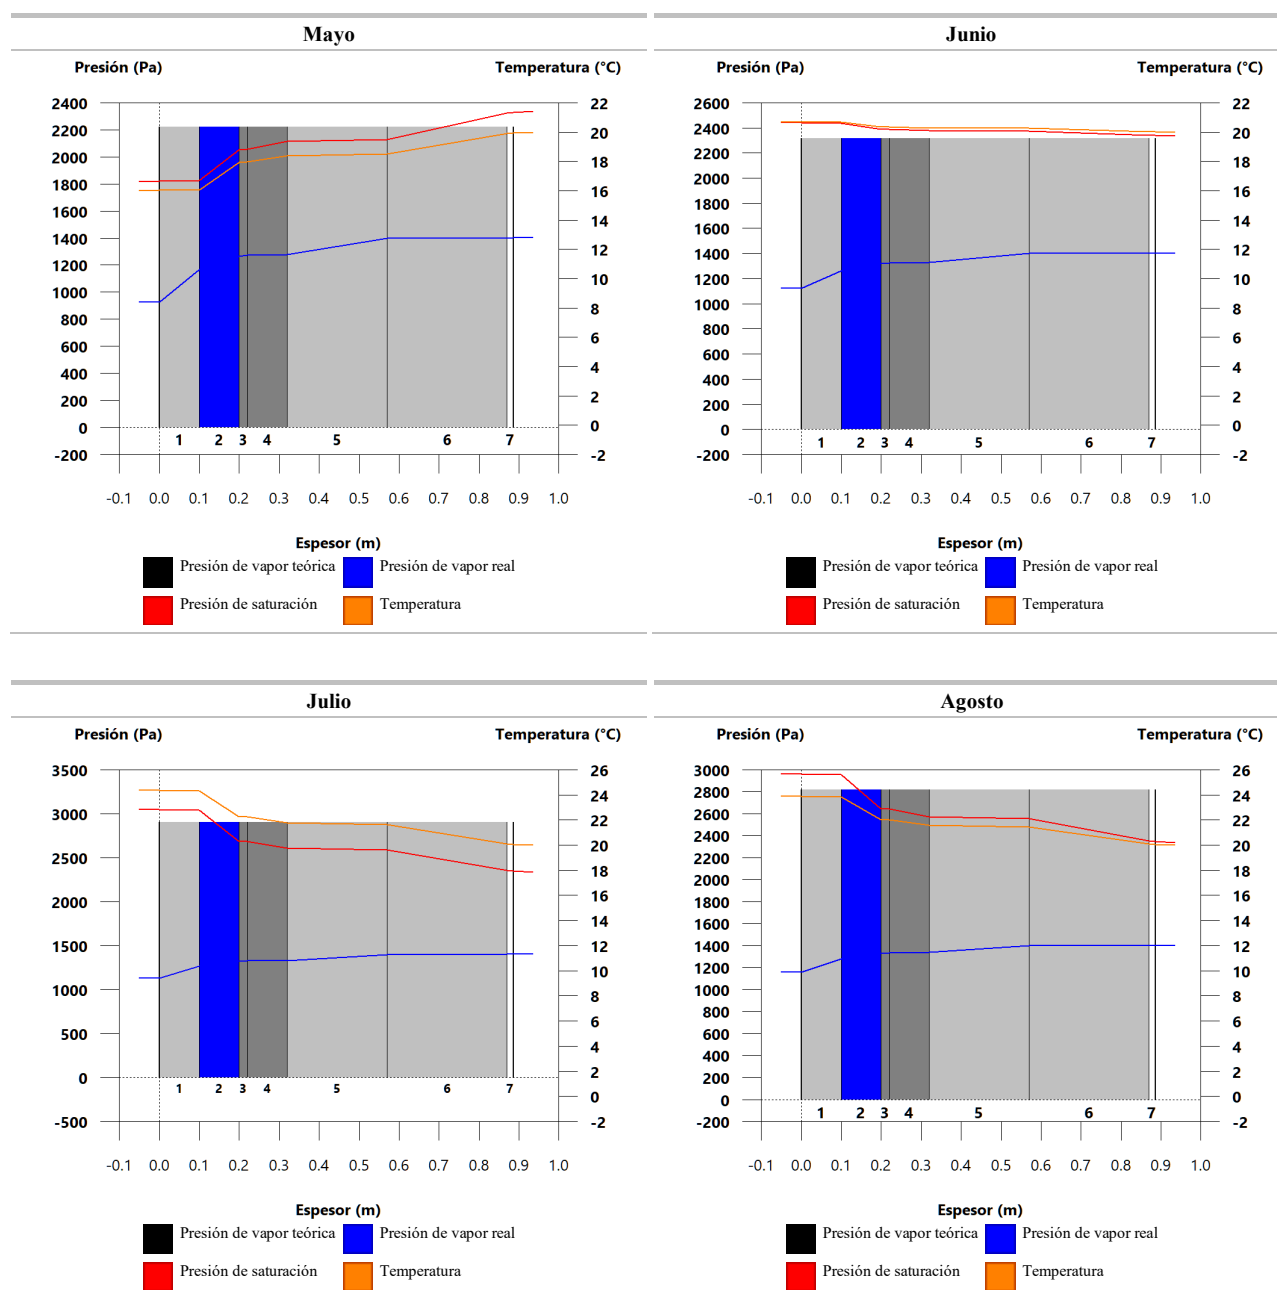 Mayo
Presión (Pa) Temperatura (°C)
2400 22
2200 20
2000 18
1800 16
1600 14
1400 12
1200 10
1000 8
800 6
600 4
400 2
200 0
0 -2
-200
1 2 3 4 5 6 7
-0.1 0.0 0.1 0.2 0.3 0.4 0.5 0.6 0.7 0.8 0.9 1.0
Espesor (m)
Presión de vapor teórica Presión de vapor real
Presión de saturación Temperatura
Junio
Presión (Pa) Temperatura (°C)
2600 22
2400 20
2200 18
2000 16
1800 14
1600 12
1400 10
1200 8
1000 6
800 4
600 2
400 0
200 -2
0
-200
1 2 3 4 5 6 7
-0.1 0.0 0.1 0.2 0.3 0.4 0.5 0.6 0.7 0.8 0.9 1.0
Espesor (m)
Presión de vapor teórica Presión de vapor real
Presión de saturación Temperatura
Julio
Presión (Pa) Temperatura (°C)
3500 26
3000 24
2500 22
2000 20
1500 18
1000 16
500 14
0 12
-500 10
8
6
4
2
0
-2
1 2 3 4 5 6 7
-0.1 0.0 0.1 0.2 0.3 0.4 0.5 0.6 0.7 0.8 0.9 1.0
Espesor (m)
Presión de vapor teórica Presión de vapor real
Presión de saturación Temperatura
Agosto
Presión (Pa) Temperatura (°C)
3000 26
2800 24
2600 22
2400 20
2200 18
2000 16
1800 14
1600 12
1400 10
1200 8
1000 6
800 4
600 2
400 0
200 -2
0
-200
1 2 3 4 5 6 7
-0.1 0.0 0.1 0.2 0.3 0.4 0.5 0.6 0.7 0.8 0.9 1.0
Espesor (m)
Presión de vapor teórica Presión de vapor real
Presión de saturación Temperatura